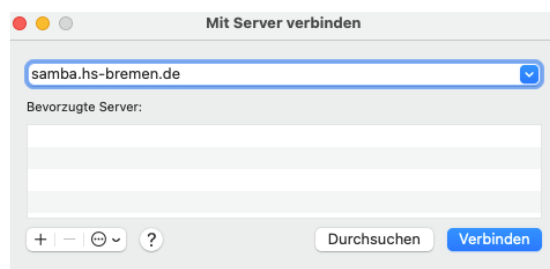 Mit Server verbinden
samba.hs-bremen.de
Bevorzugte Server:
+ − ? Durchsuchen Verbinden